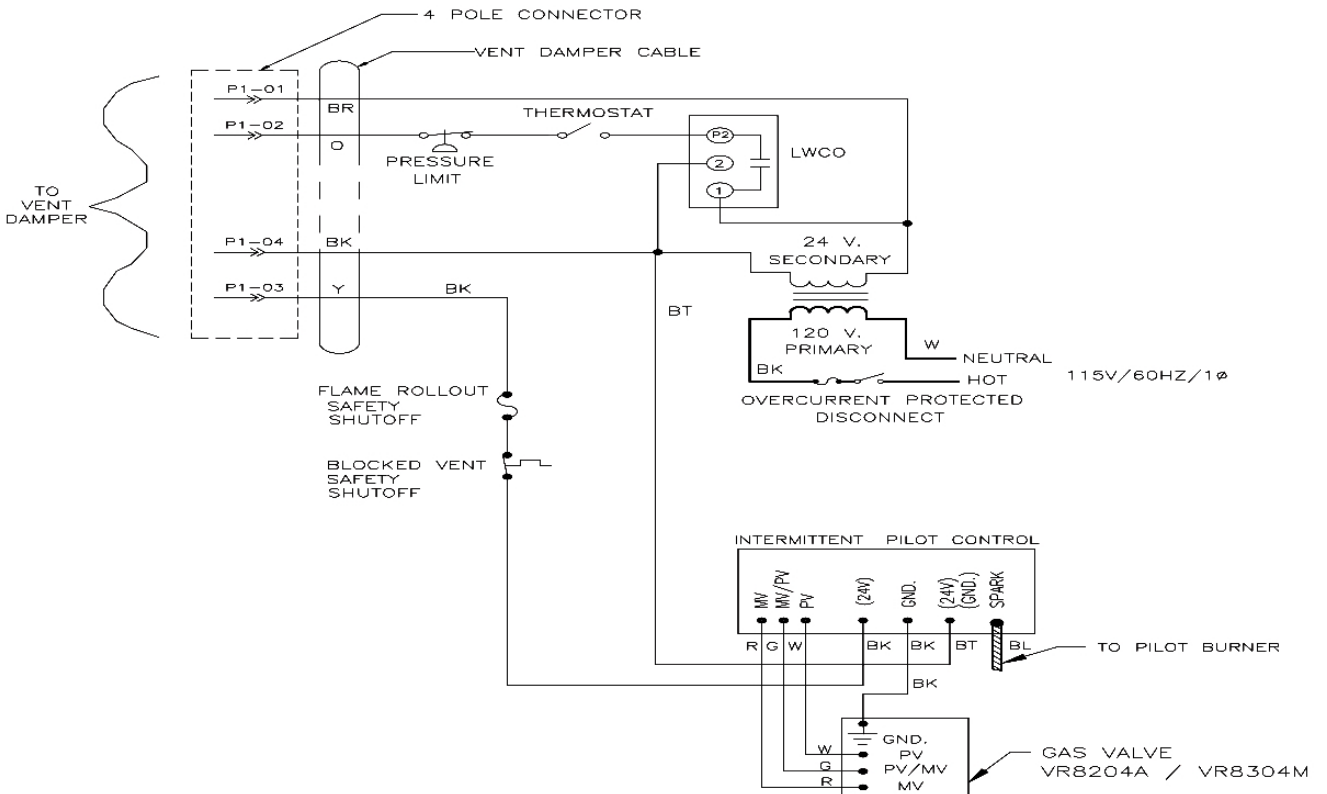 4 POLE CONNECTOR
VENT DAMPER CABLE
P1-01
BR
P1-02
O
THERMOSTAT
PRESSURE
LIMIT
P2
2
1
LWCO
TO
VENT
DAMPER
P1-04
BK
24 V.
SECONDARY
P1-03
Y
BK
BT
120 V.
PRIMARY
W
NEUTRAL
BK
HOT
115V/60HZ/1ø
OVERCURRENT PROTECTED
DISCONNECT
FLAME ROLLOUT
SAFETY
SHUTOFF
BLOCKED VENT
SAFETY
SHUTOFF
INTERMITTENT PILOT CONTROL
MV
MV/PV
PV
(24V)
GND.
(24V)
(GND.)
SPARK
R G W
BK
BK
BT
BL
TO PILOT BURNER
BK
GND.
W
PV
G
PV/MV
R
MV
GAS VALVE
VR8204A / VR8304M